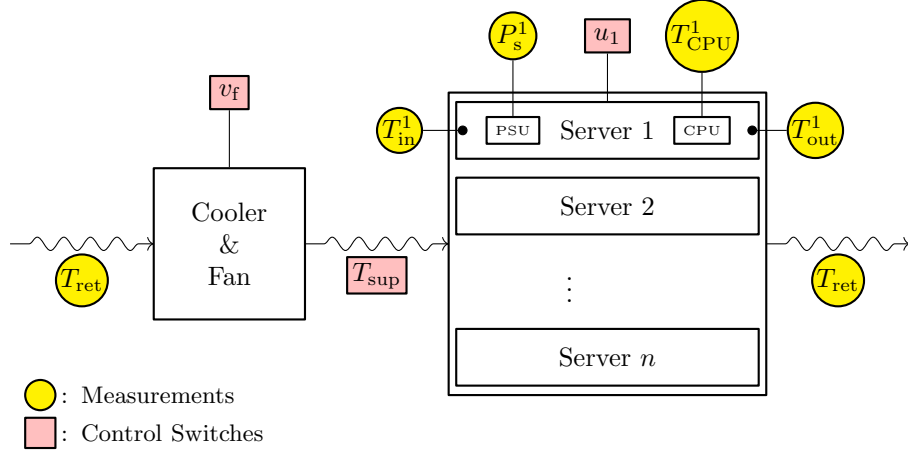 P_s^1
u_1
T_CPU^1
v_f
T_in^1
PSU
Server 1
CPU
T_out^1
Server 2
Cooler
&
Fan
T_ret
T_sup
⋮
T_ret
Server n
: Measurements
: Control Switches